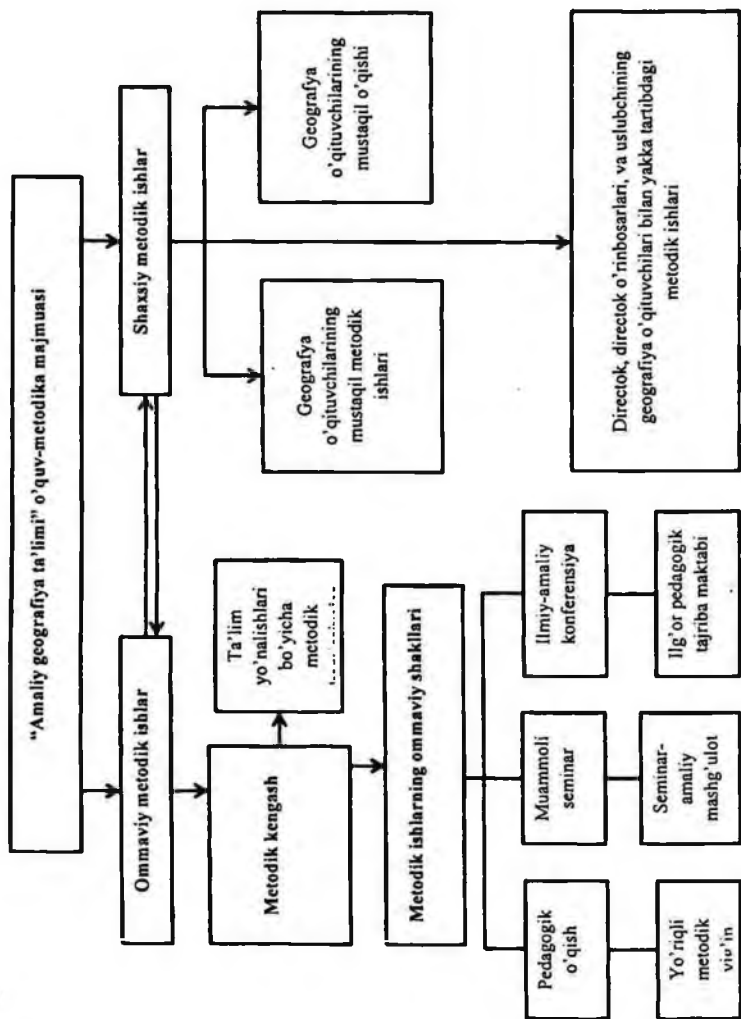 “Amaliy geografiya ta’limi” o’quv-metodika majmuasi
Ommaviy metodik ishlar
Shaxsiy metodik ishlar
Metodik kengash
Ta’lim
yo’nalishlari
bo’yicha
metodik
Geografya
o’qituvchilarining
mustaqil metodik
ishlari
Geografya
o’qituvchilarining
mustaqil o’qishi
Metodik ishlarning ommaviy shakllari
Directok, directok o’rinbosarlari, va uslubchining
geografiya o’qituvchilari bilan yakka tartibdagi
metodik ishlari
Pedagogik
o’qish
Muammoli
seminar
Ilmiy-amaliy
konferensiya
Yo’riqli
metodik
Seminar-
amaliy
mashg’ulot
Ilg’or pedagogik
tajriba maktabi